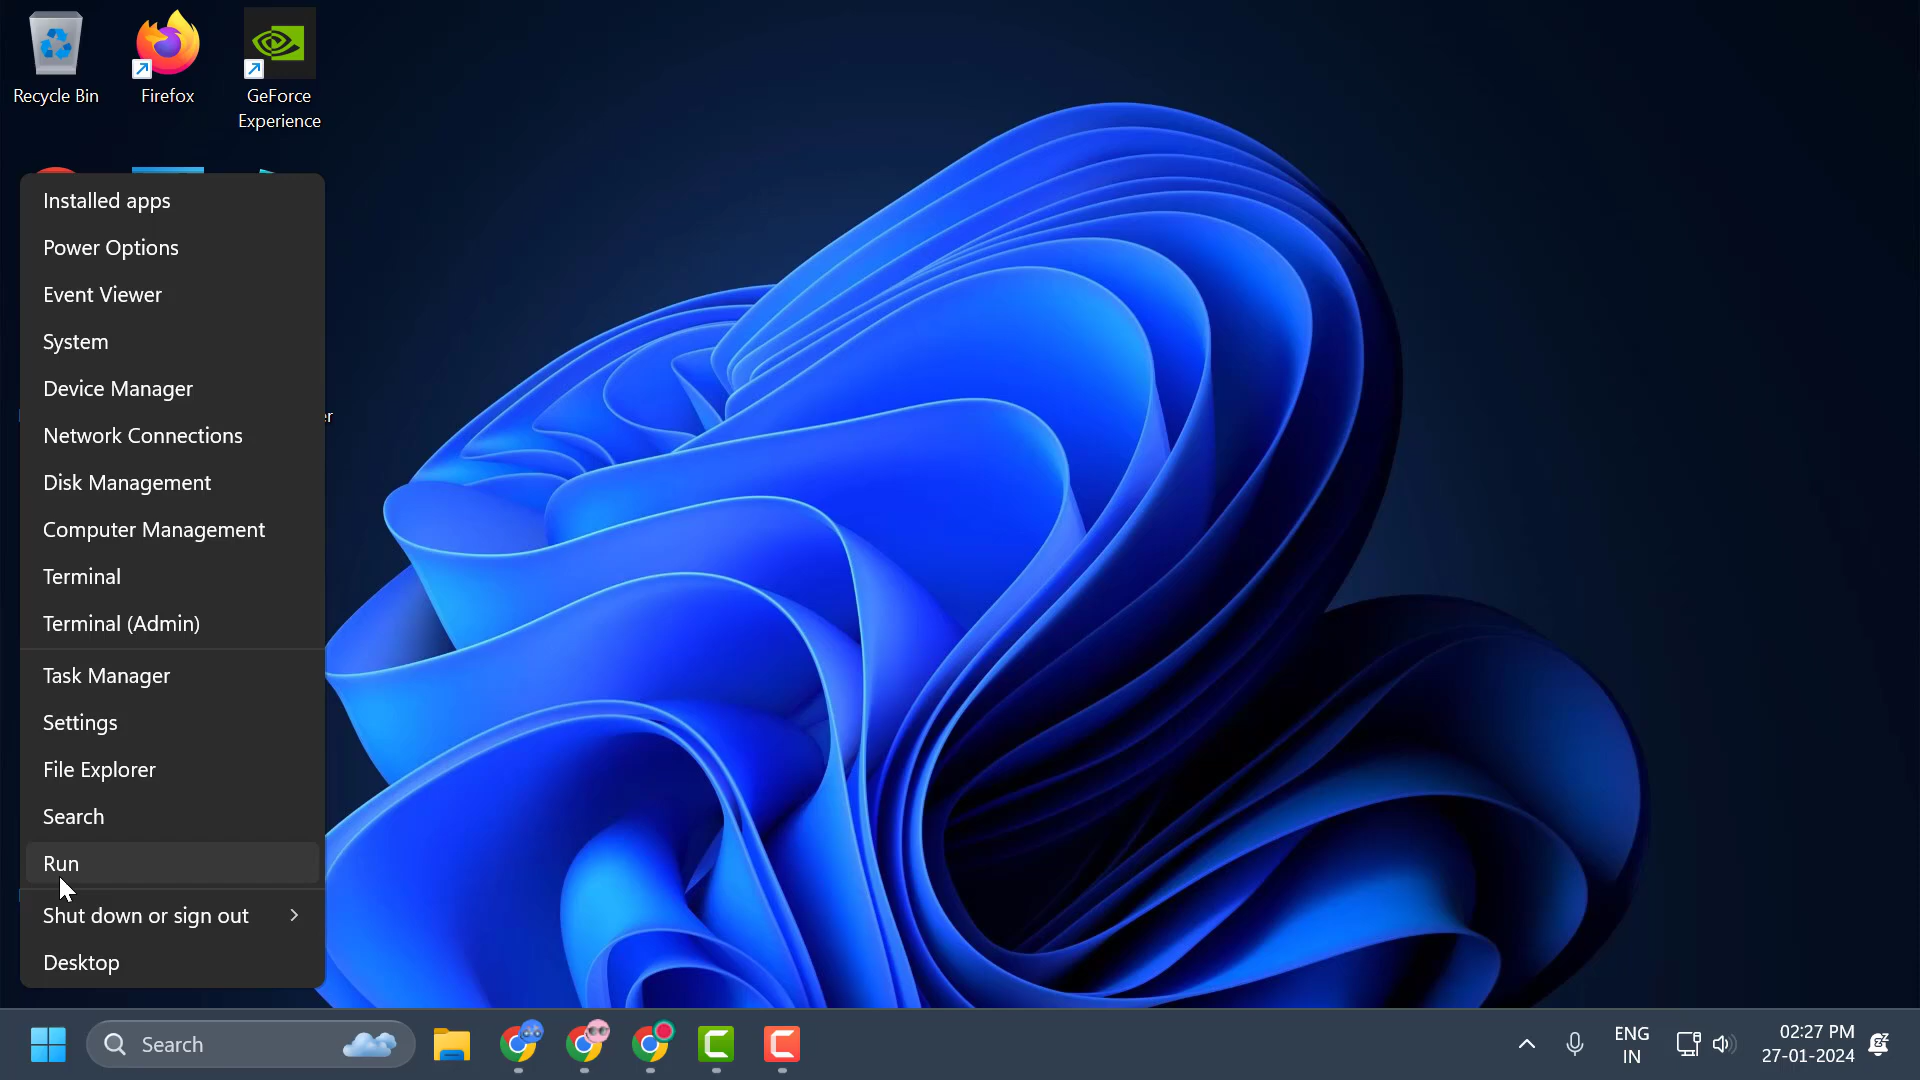 Recycle Bin
Firefox
GeForce
Experience
Installed apps
Power Options
Event Viewer
System
Device Manager
Network Connections
Disk Management
Computer Management
Terminal
Terminal (Admin)
Task Manager
Settings
File Explorer
Search
Run
Shut down or sign out
Desktop
Search
ENG
IN
02:27 PM
27-01-2024